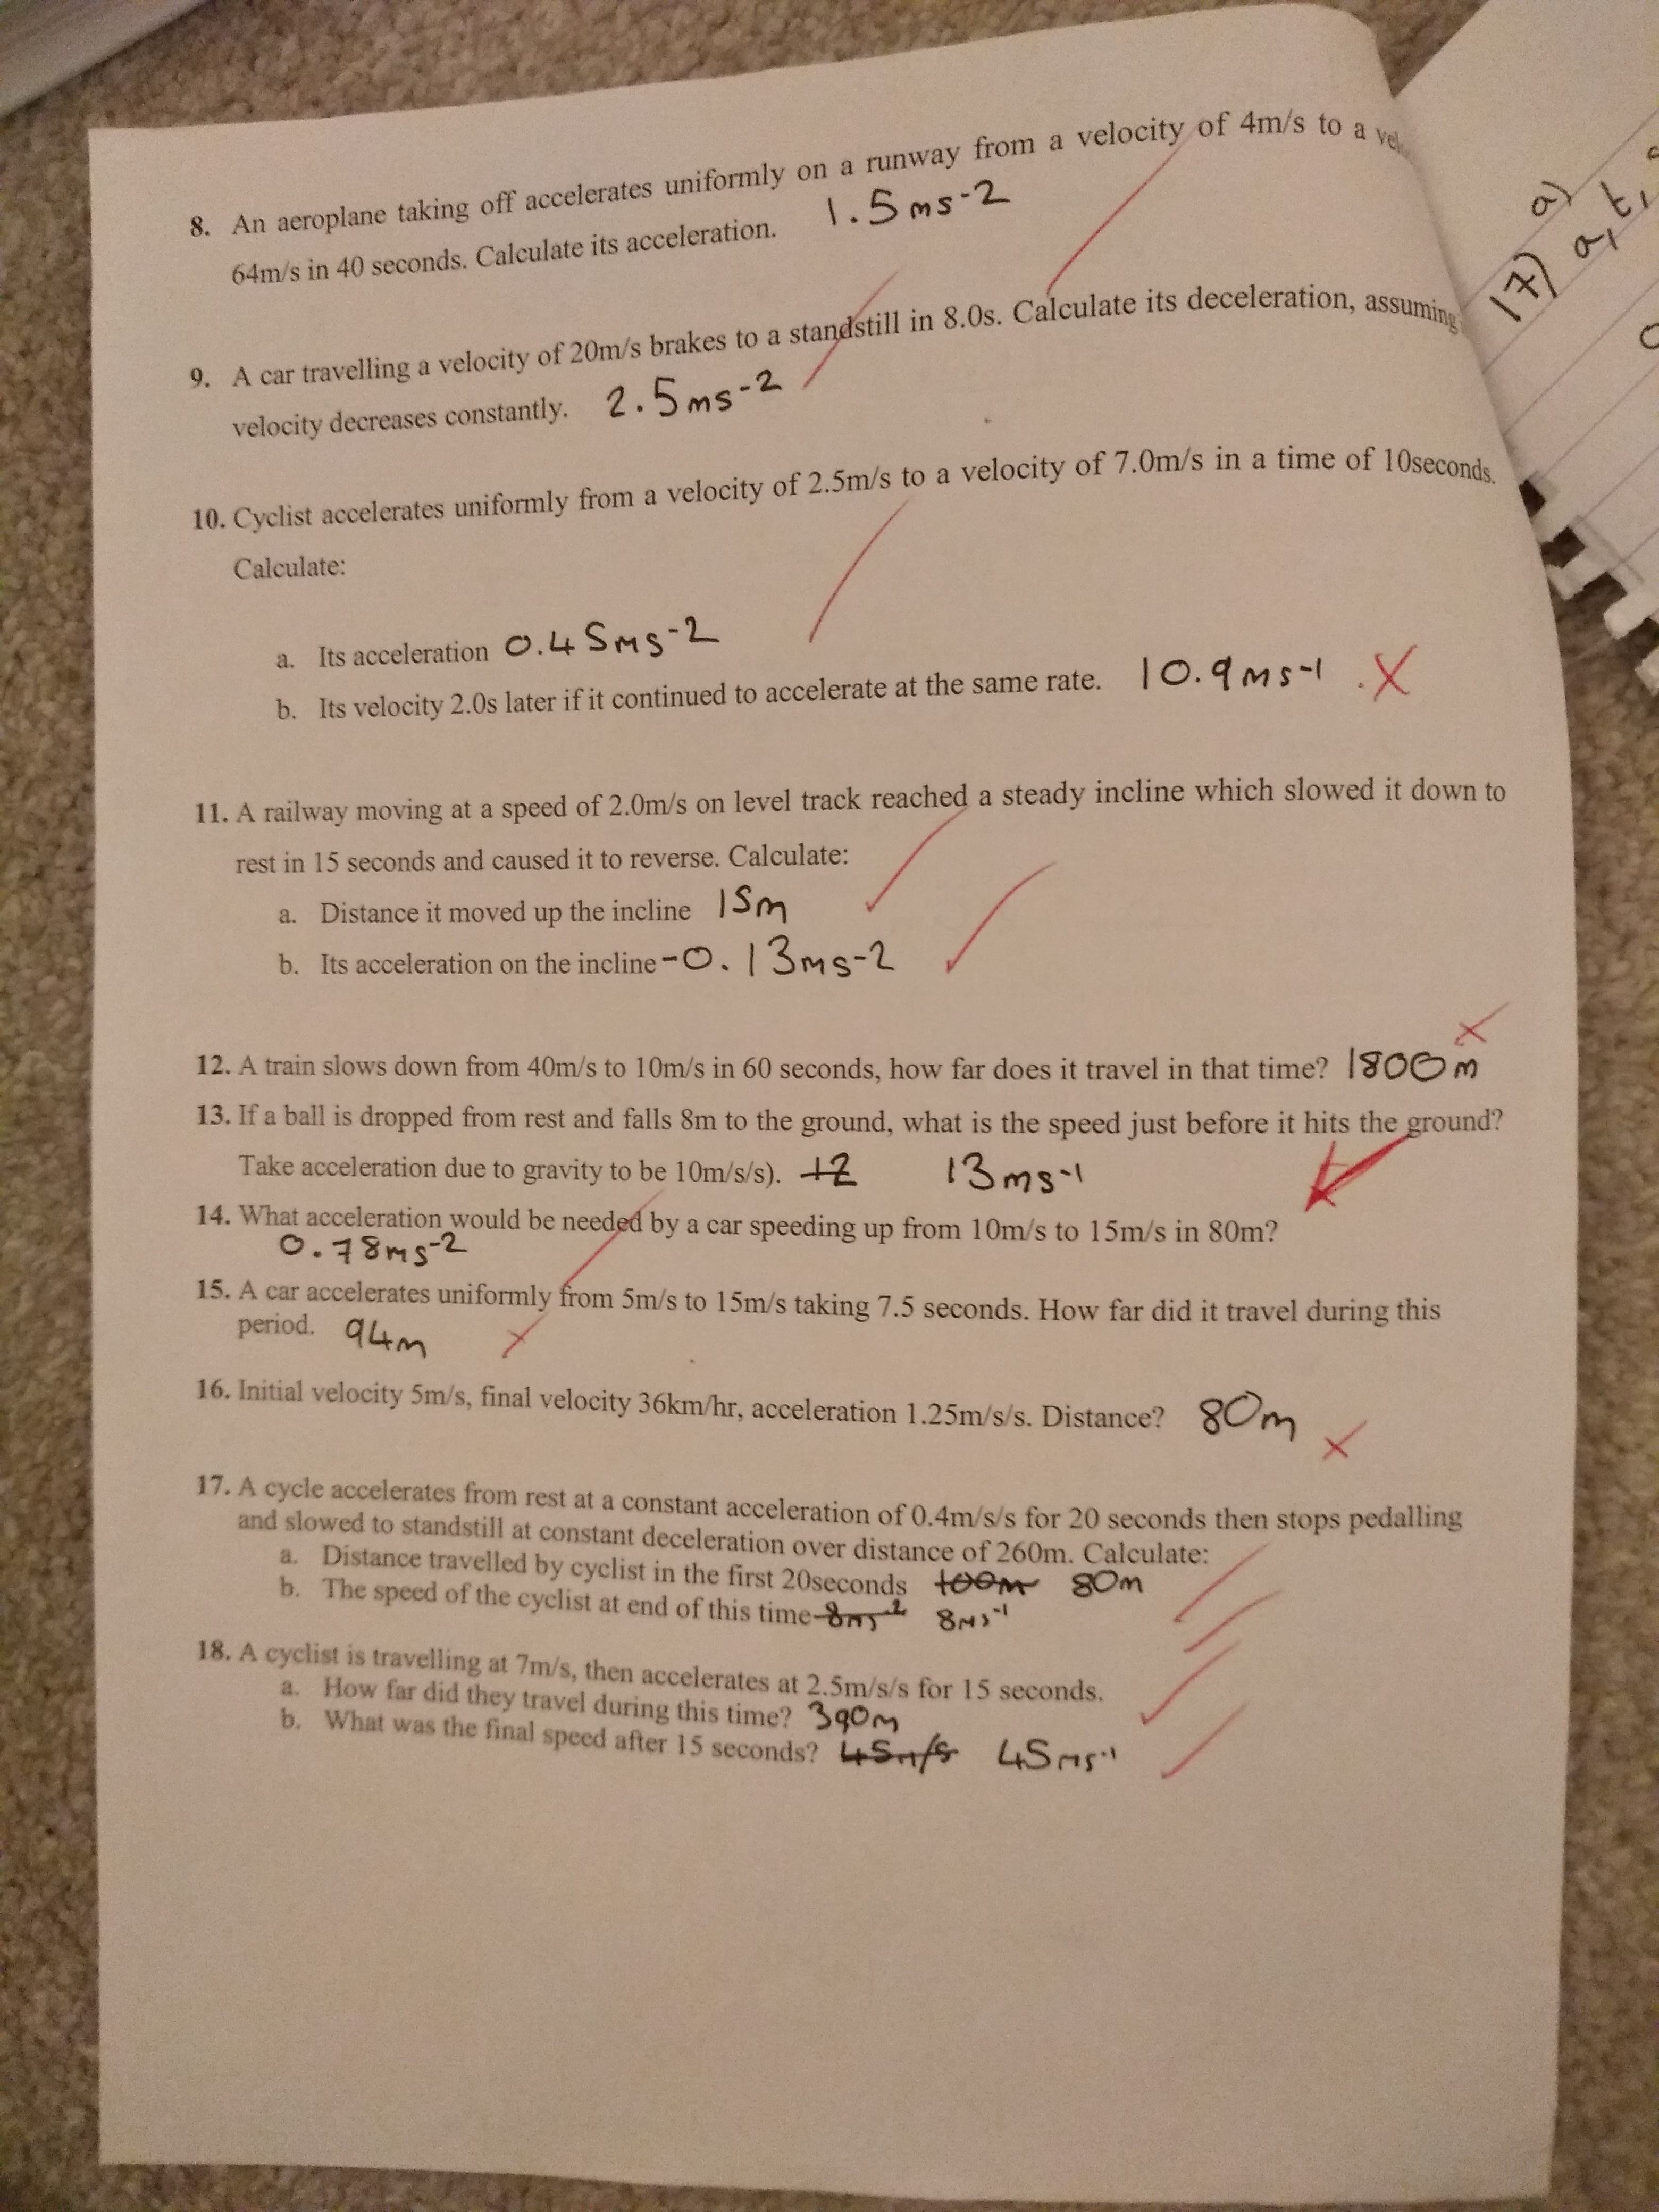 8. An aeroplane taking off accelerates uniformly on a runway from a velocity of 4m/s to a
64m/s in 40 seconds. Calculate its acceleration. 1.5ms-2
9. A car travelling a velocity of 20m/s brakes to a standstill in 8.0s. Calculate its deceleration, assuming
velocity decreases constantly. 2.5ms-2
10. Cyclist accelerates uniformly from a velocity of 2.5m/s to a velocity of 7.0m/s in a time of 10seconds.
Calculate:
a. Its acceleration 0.45ms-2
b. Its velocity 2.0s later if it continued to accelerate at the same rate. 10.9ms-1
11. A railway moving at a speed of 2.0m/s on level track reached a steady incline which slowed it down to
rest in 15 seconds and caused it to reverse. Calculate:
a. Distance it moved up the incline 15m
b. Its acceleration on the incline -0.13ms-2
12. A train slows down from 40m/s to 10m/s in 60 seconds, how far does it travel in that time? 1800m
13. If a ball is dropped from rest and falls 8m to the ground, what is the speed just before it hits the ground?
Take acceleration due to gravity to be 10m/s/s). 12 13ms-1
14. What acceleration would be needed by a car speeding up from 10m/s to 15m/s in 80m?
0.78ms-2
15. A car accelerates uniformly from 5m/s to 15m/s taking 7.5 seconds. How far did it travel during this
period. 94m
16. Initial velocity 5m/s, final velocity 36km/hr, acceleration 1.25m/s/s. Distance? 80m
17. A cycle accelerates from rest at a constant acceleration of 0.4m/s/s for 20 seconds then stops pedalling
and slowed to standstill at constant deceleration over distance of 260m. Calculate:
a. Distance travelled by cyclist in the first 20seconds 100m 80m
b. The speed of the cyclist at end of this time 8ms-2 8ms-1
18. A cyclist is travelling at 7m/s, then accelerates at 2.5m/s/s for 15 seconds.
a. How far did they travel during this time? 390m
b. What was the final speed after 15 seconds? 45m/s 45ms-1
17) a)